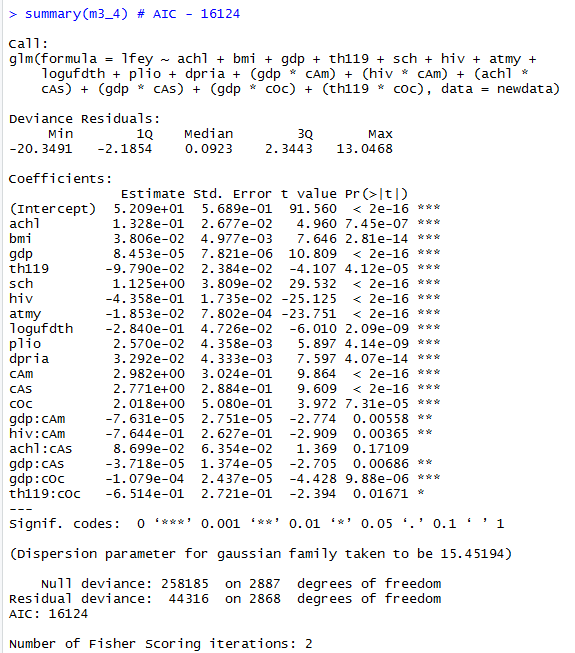 > summary(m3_4) # AIC - 16124
Call:
glm(formula = lfey ~ achl + bmi + gdp + th119 + sch + hiv + atmy +
logufdth + plio + dpria + (gdp * cAm) + (hiv * cAm) + (achl *
cAs) + (gdp * cAs) + (gdp * cOc) + (th119 * cOc), data = newdata)
Deviance Residuals:
Min 1Q Median 3Q Max
-20.3491 -2.1854 0.0923 2.3443 13.0468
Coefficients:
Estimate Std. Error t value Pr(>|t|)
(Intercept) 5.209e+01 5.689e-01 91.560 < 2e-16 ***
achl 1.328e-01 2.677e-02 4.960 7.45e-07 ***
bmi 3.806e-02 4.977e-03 7.646 2.81e-14 ***
gdp 8.453e-05 7.821e-06 10.809 < 2e-16 ***
th119 -9.790e-02 2.384e-02 -4.107 4.12e-05 ***
sch 1.125e+00 3.809e-02 29.532 < 2e-16 ***
hiv -4.358e-01 1.735e-02 -25.125 < 2e-16 ***
atmy -1.853e-02 7.802e-04 -23.751 < 2e-16 ***
logufdth -2.840e-01 4.726e-02 -6.010 2.09e-09 ***
plio 2.570e-02 4.358e-03 5.897 4.14e-09 ***
dpria 3.292e-02 4.333e-03 7.597 4.07e-14 ***
cAm 2.982e+00 3.024e-01 9.864 < 2e-16 ***
cAs 2.771e+00 2.884e-01 9.609 < 2e-16 ***
cOc 2.018e+00 5.080e-01 3.972 7.31e-05 ***
gdp:cAm -7.631e-05 2.751e-05 -2.774 0.00558 **
hiv:cAm -7.644e-01 2.627e-01 -2.909 0.00365 **
achl:cAs 8.699e-02 6.354e-02 1.369 0.17109
gdp:cAs -3.718e-05 1.374e-05 -2.705 0.00686 **
gdp:cOc -1.079e-04 2.437e-05 -4.428 9.88e-06 ***
th119:cOc -6.514e-01 2.721e-01 -2.394 0.01671 *
---
Signif. codes: 0 ‘***’ 0.001 ‘**’ 0.01 ‘*’ 0.05 ‘.’ 0.1 ‘ ’ 1
(Dispersion parameter for gaussian family taken to be 15.45194)
Null deviance: 258185 on 2887 degrees of freedom
Residual deviance: 44316 on 2868 degrees of freedom
AIC: 16124
Number of Fisher Scoring iterations: 2